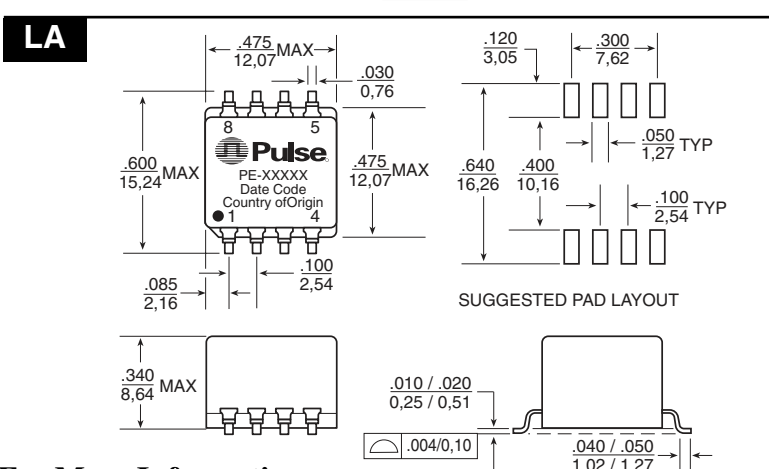 LA
.475
12,07
MAX
.030
0,76
8
5
Pulse
PE-XXXXX
Date Code
Country ofOrigin
1
4
.600
15,24
MAX
.475
12,07
MAX
.085
2,16
.100
2,54
.120
3,05
.300
7,62
.050
1,27
TYP
.640
16,26
.400
10,16
.100
2,54
TYP
SUGGESTED PAD LAYOUT
.340
8,64
MAX
.010 / .020
0,25 / 0,51
.004/0,10
.040 / .050
1,02 / 1,27